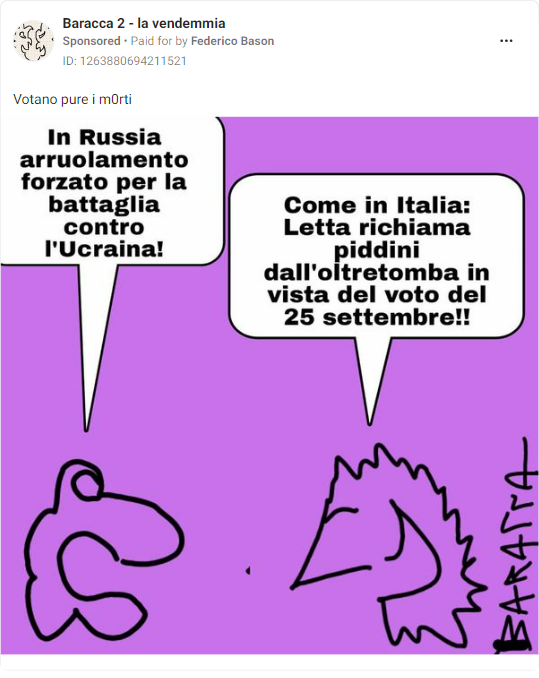 Baracca 2 - la vendemmia
Sponsored • Paid for by Federico Bason
ID: 1263880694211521
Votano pure i m0rti
In Russia
arruolamento
forzato per la
battaglia
contro
l'Ucraina!
Come in Italia:
Letta richiama
piddini
dall'oltretomba in
vista del voto del
25 settembre!!
BARATTA